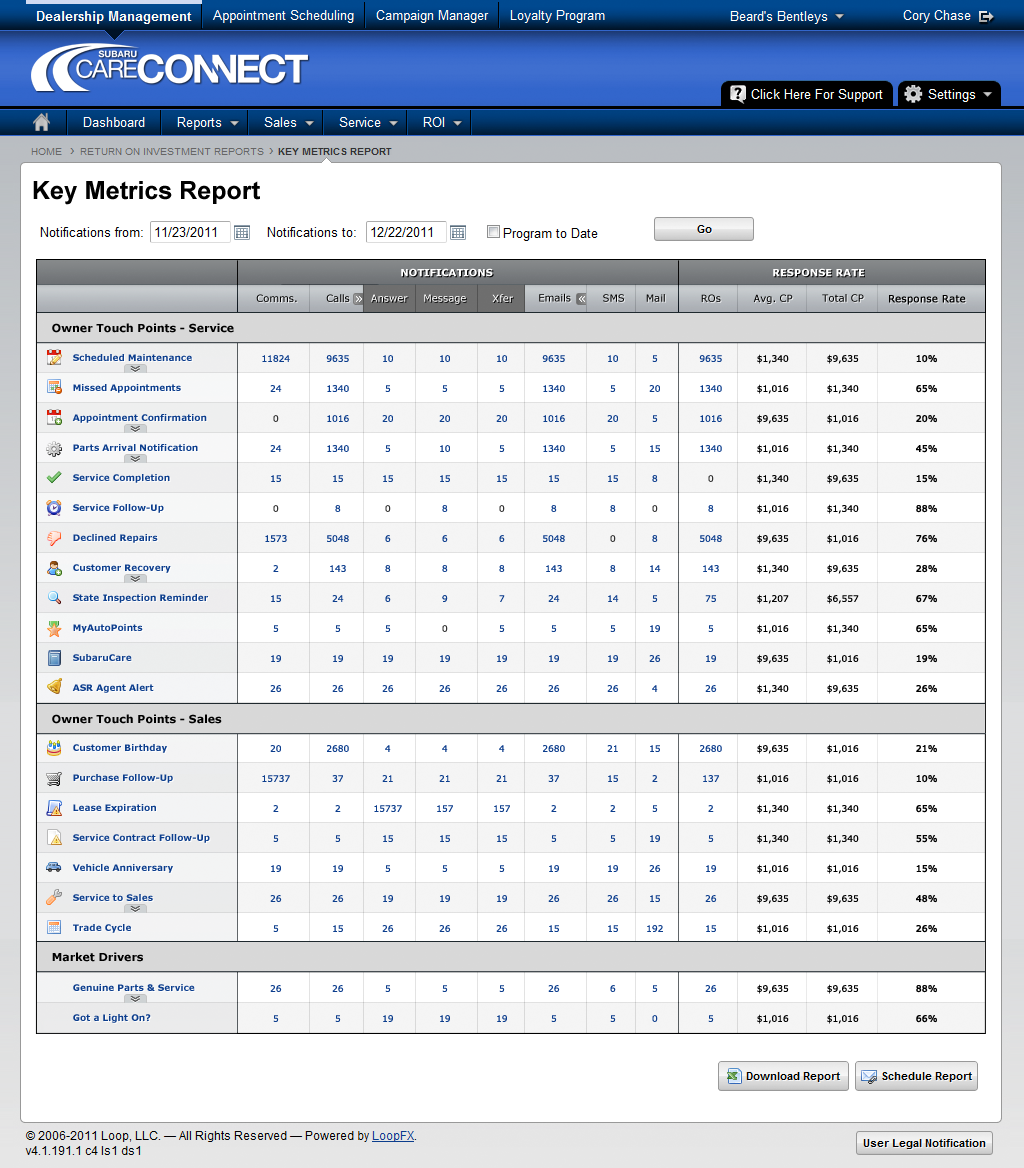 Dealership Management Appointment Scheduling Campaign Manager Loyalty Program Beard's Bentleys Cory Chase
SUBARU
CARECONNECT
? Click Here For Support Settings
Dashboard Reports Sales Service ROI
HOME > RETURN ON INVESTMENT REPORTS > KEY METRICS REPORT
Key Metrics Report
Notifications from: 11/23/2011 Notifications to: 12/22/2011 Program to Date Go
NOTIFICATIONS RESPONSE RATE
Comms. Calls » Answer Message Xfer Emails « SMS Mail ROs Avg. CP Total CP Response Rate
Owner Touch Points - Service
Scheduled Maintenance 11824 9635 10 10 10 9635 10 5 9635 $1,340 $9,635 10%
Missed Appointments 24 1340 5 5 5 1340 5 20 1340 $1,016 $1,340 65%
Appointment Confirmation 0 1016 20 20 20 1016 20 5 1016 $9,635 $1,016 20%
Parts Arrival Notification 24 1340 5 10 5 1340 5 15 1340 $1,016 $1,340 45%
Service Completion 15 15 15 15 15 15 15 8 0 $1,340 $9,635 15%
Service Follow-Up 0 8 0 8 0 8 8 0 8 $1,016 $1,340 88%
Declined Repairs 1573 5048 6 6 6 5048 0 8 5048 $9,635 $1,016 76%
Customer Recovery 2 143 8 8 8 143 8 14 143 $1,340 $9,635 28%
State Inspection Reminder 15 24 6 9 7 24 14 5 75 $1,207 $6,557 67%
MyAutoPoints 5 5 5 0 5 5 5 19 5 $1,016 $1,340 65%
SubaruCare 19 19 19 19 19 19 19 26 19 $9,635 $1,016 19%
ASR Agent Alert 26 26 26 26 26 26 26 4 26 $1,340 $9,635 26%
Owner Touch Points - Sales
Customer Birthday 20 2680 4 4 4 2680 21 15 2680 $9,635 $1,016 21%
Purchase Follow-Up 15737 37 21 21 21 37 15 2 137 $1,016 $1,016 10%
Lease Expiration 2 2 15737 157 157 2 2 5 2 $1,340 $1,340 65%
Service Contract Follow-Up 5 5 15 15 15 5 5 19 5 $1,340 $1,340 55%
Vehicle Anniversary 19 19 5 5 5 19 19 26 19 $1,016 $1,016 15%
Service to Sales 26 26 19 19 19 26 26 15 26 $9,635 $9,635 48%
Trade Cycle 5 15 26 26 26 15 15 192 15 $1,016 $1,016 26%
Market Drivers
Genuine Parts & Service 26 26 5 5 5 26 6 5 26 $9,635 $9,635 88%
Got a Light On? 5 5 19 19 19 5 5 0 5 $1,016 $1,016 66%
Download Report Schedule Report
© 2006-2011 Loop, LLC. — All Rights Reserved — Powered by LoopFX.
v4.1.191.1 c4 ls1 ds1 User Legal Notification